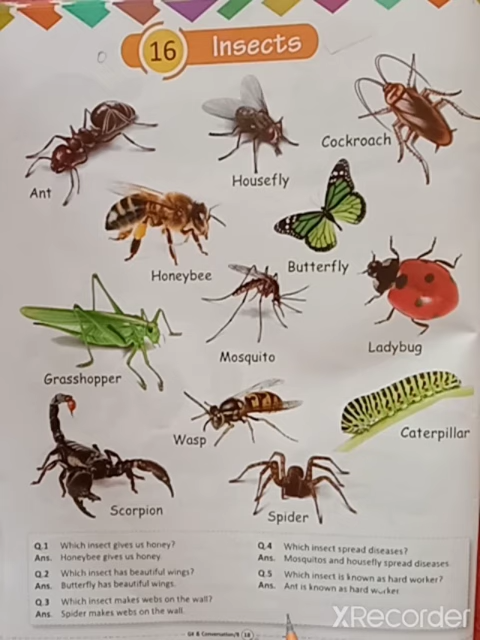 16 Insects
Ant
Housefly
Cockroach
Honeybee
Butterfly
Mosquito
Ladybug
Grasshopper
Wasp
Caterpillar
Scorpion
Spider
Q.1 Which insect gives us honey?
Ans. Honeybee gives us honey.
Q.2 Which insect has beautiful wings?
Ans. Butterfly has beautiful wings.
Q.3 Which insect makes webs on the wall?
Ans. Spider makes webs on the wall.
Q.4 Which insect spread diseases?
Ans. Mosquitos and housefly spread diseases.
Q.5 Which insect is known as hard worker?
Ans. Ant is known as hard worker.
GK & Conversation/B 18
XRecorder